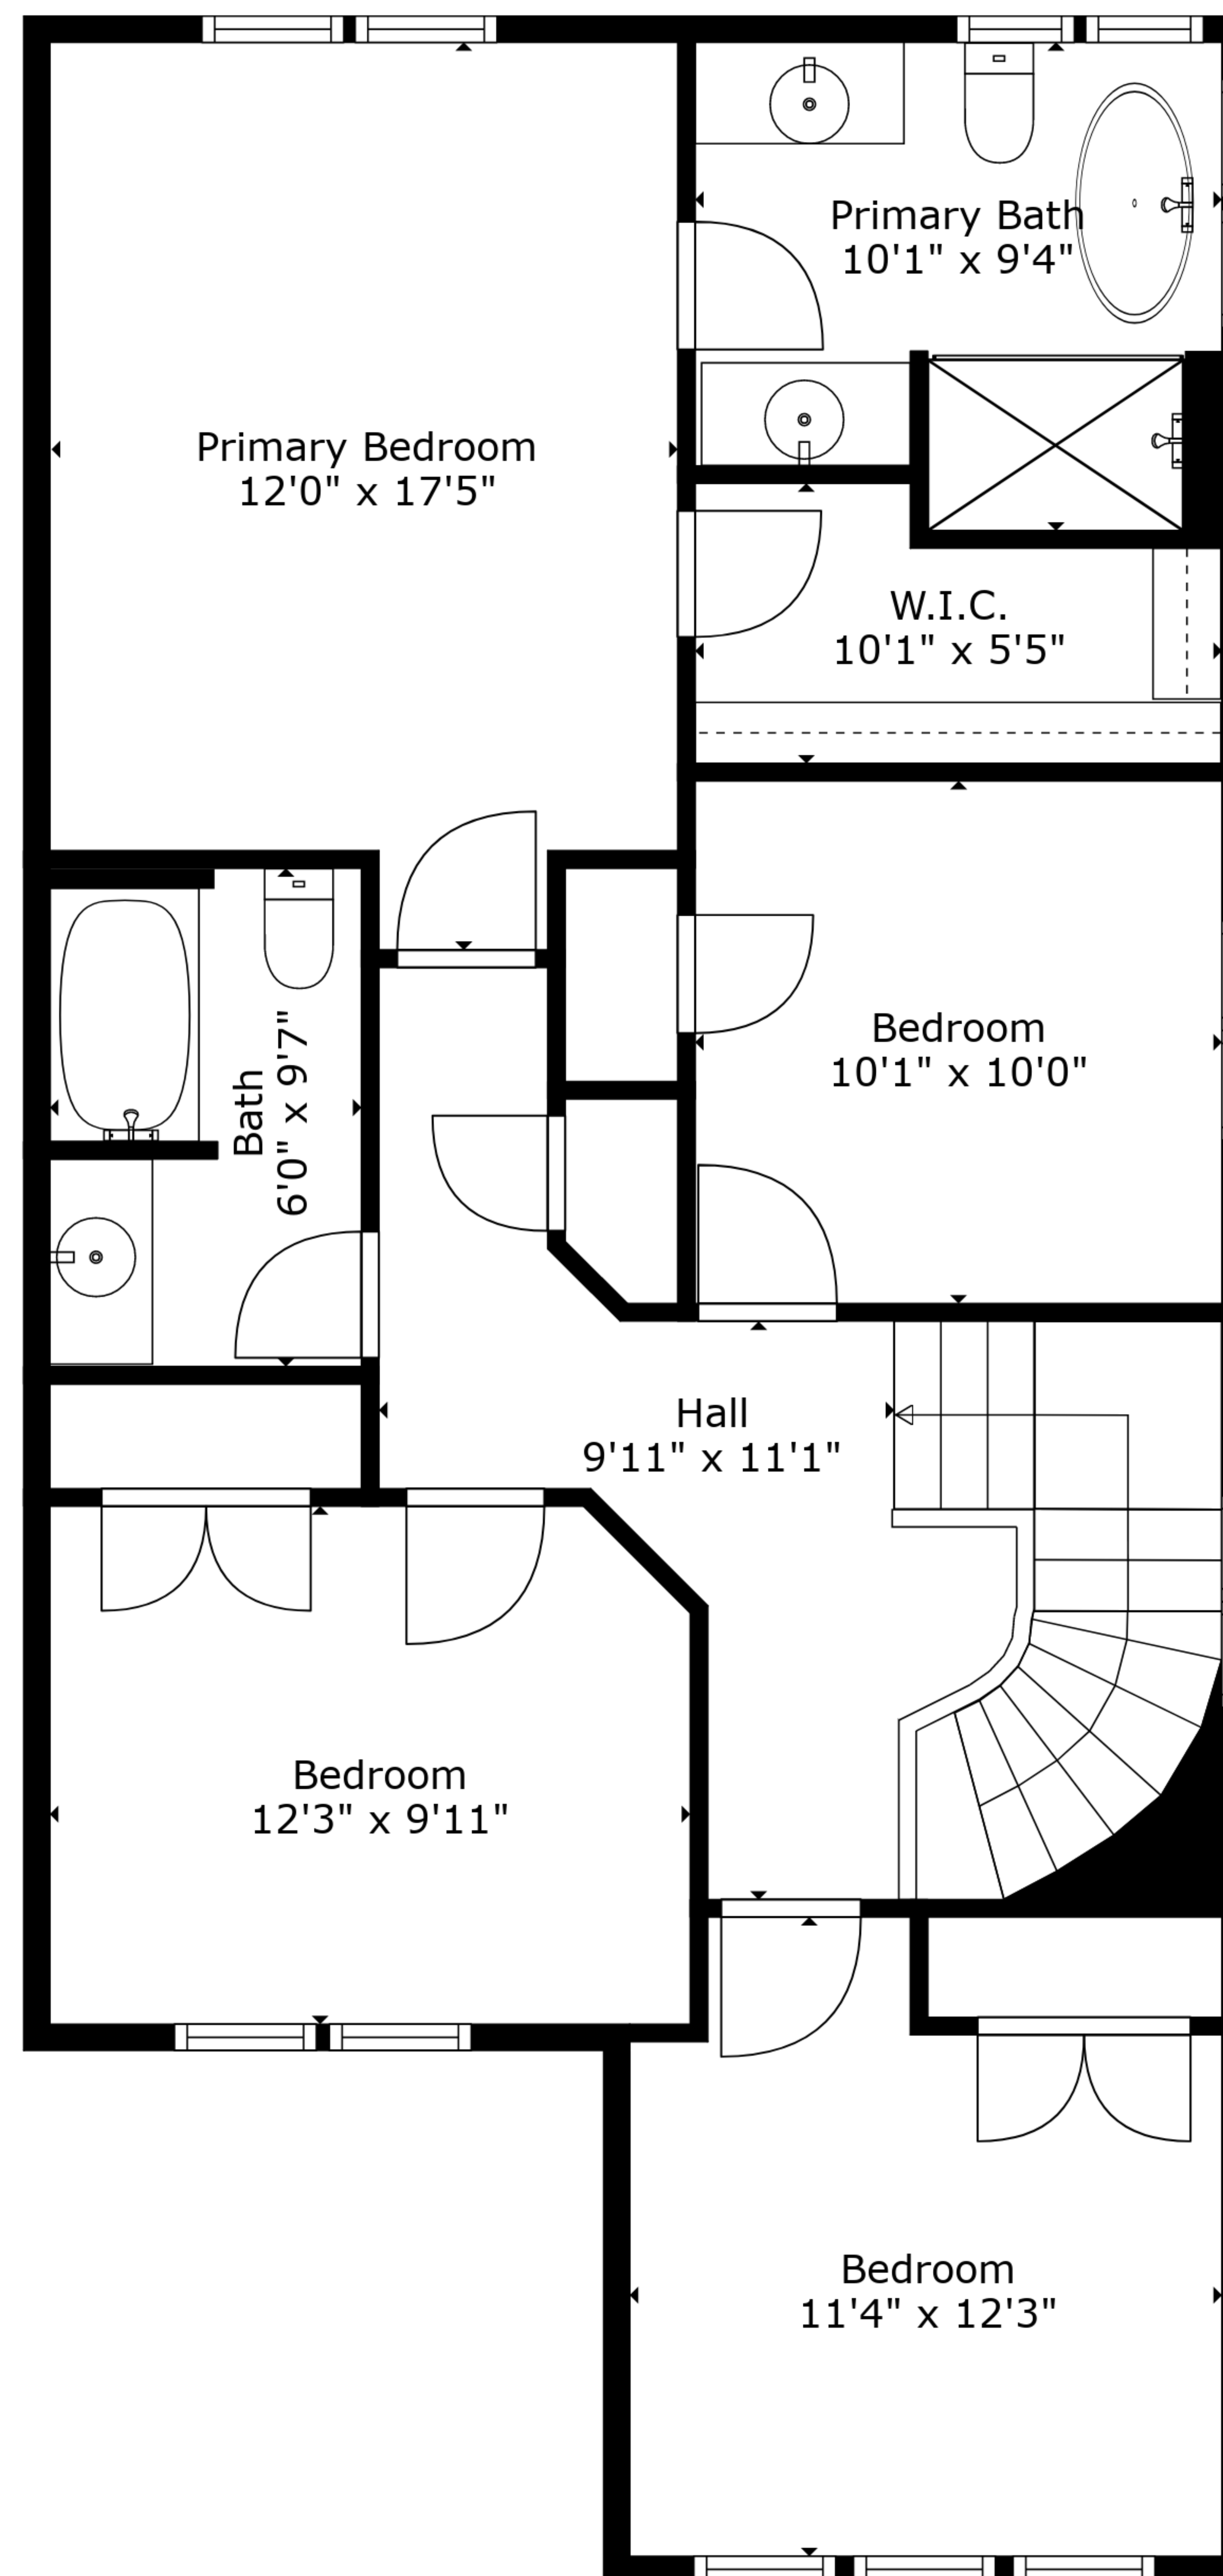 Primary Bath
10'1" x 9'4"
Primary Bedroom
12'0" x 17'5"
W.I.C.
10'1" x 5'5"
Bedroom
10'1" x 10'0"
Bath
6'0" x 9'7"
Hall
9'11" x 11'1"
Bedroom
12'3" x 9'11"
Bedroom
11'4" x 12'3"